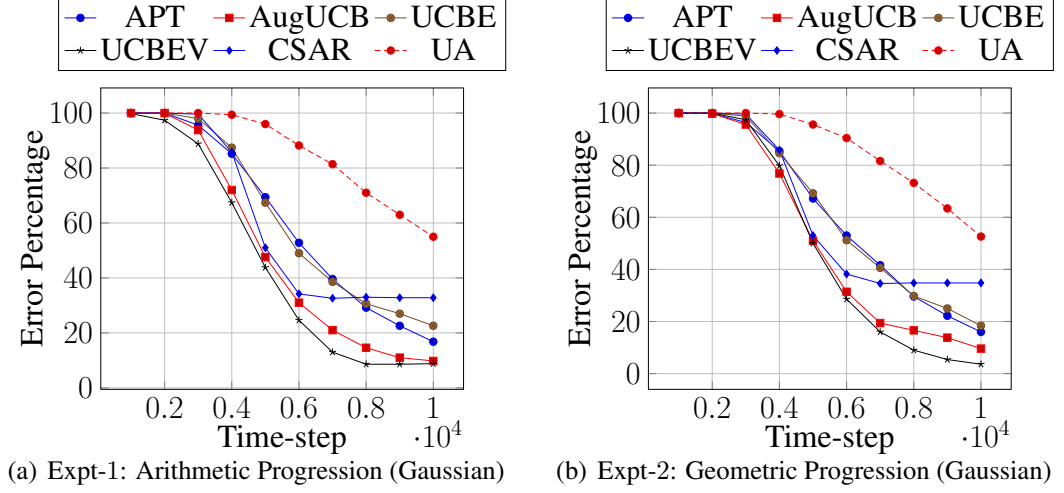 APT AugUCB UCBE
UCBEV CSAR UA
100
80
60
40
20
0
Error Percentage
0.2 0.4 0.6 0.8 1
Time-step ·10^4
(a) Expt-1: Arithmetic Progression (Gaussian)
APT AugUCB UCBE
UCBEV CSAR UA
100
80
60
40
20
0
Error Percentage
0.2 0.4 0.6 0.8 1
Time-step ·10^4
(b) Expt-2: Geometric Progression (Gaussian)